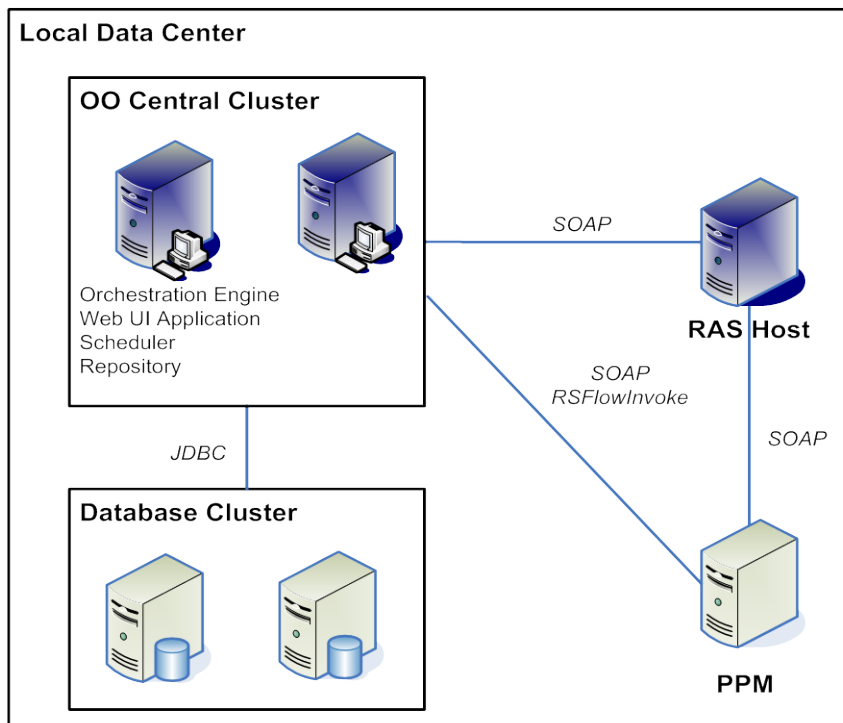 Local Data Center
OO Central Cluster
Orchestration Engine
Web UI Application
Scheduler
Repository
SOAP
RAS Host
SOAP
RSFlowInvoke
SOAP
JDBC
Database Cluster
PPM